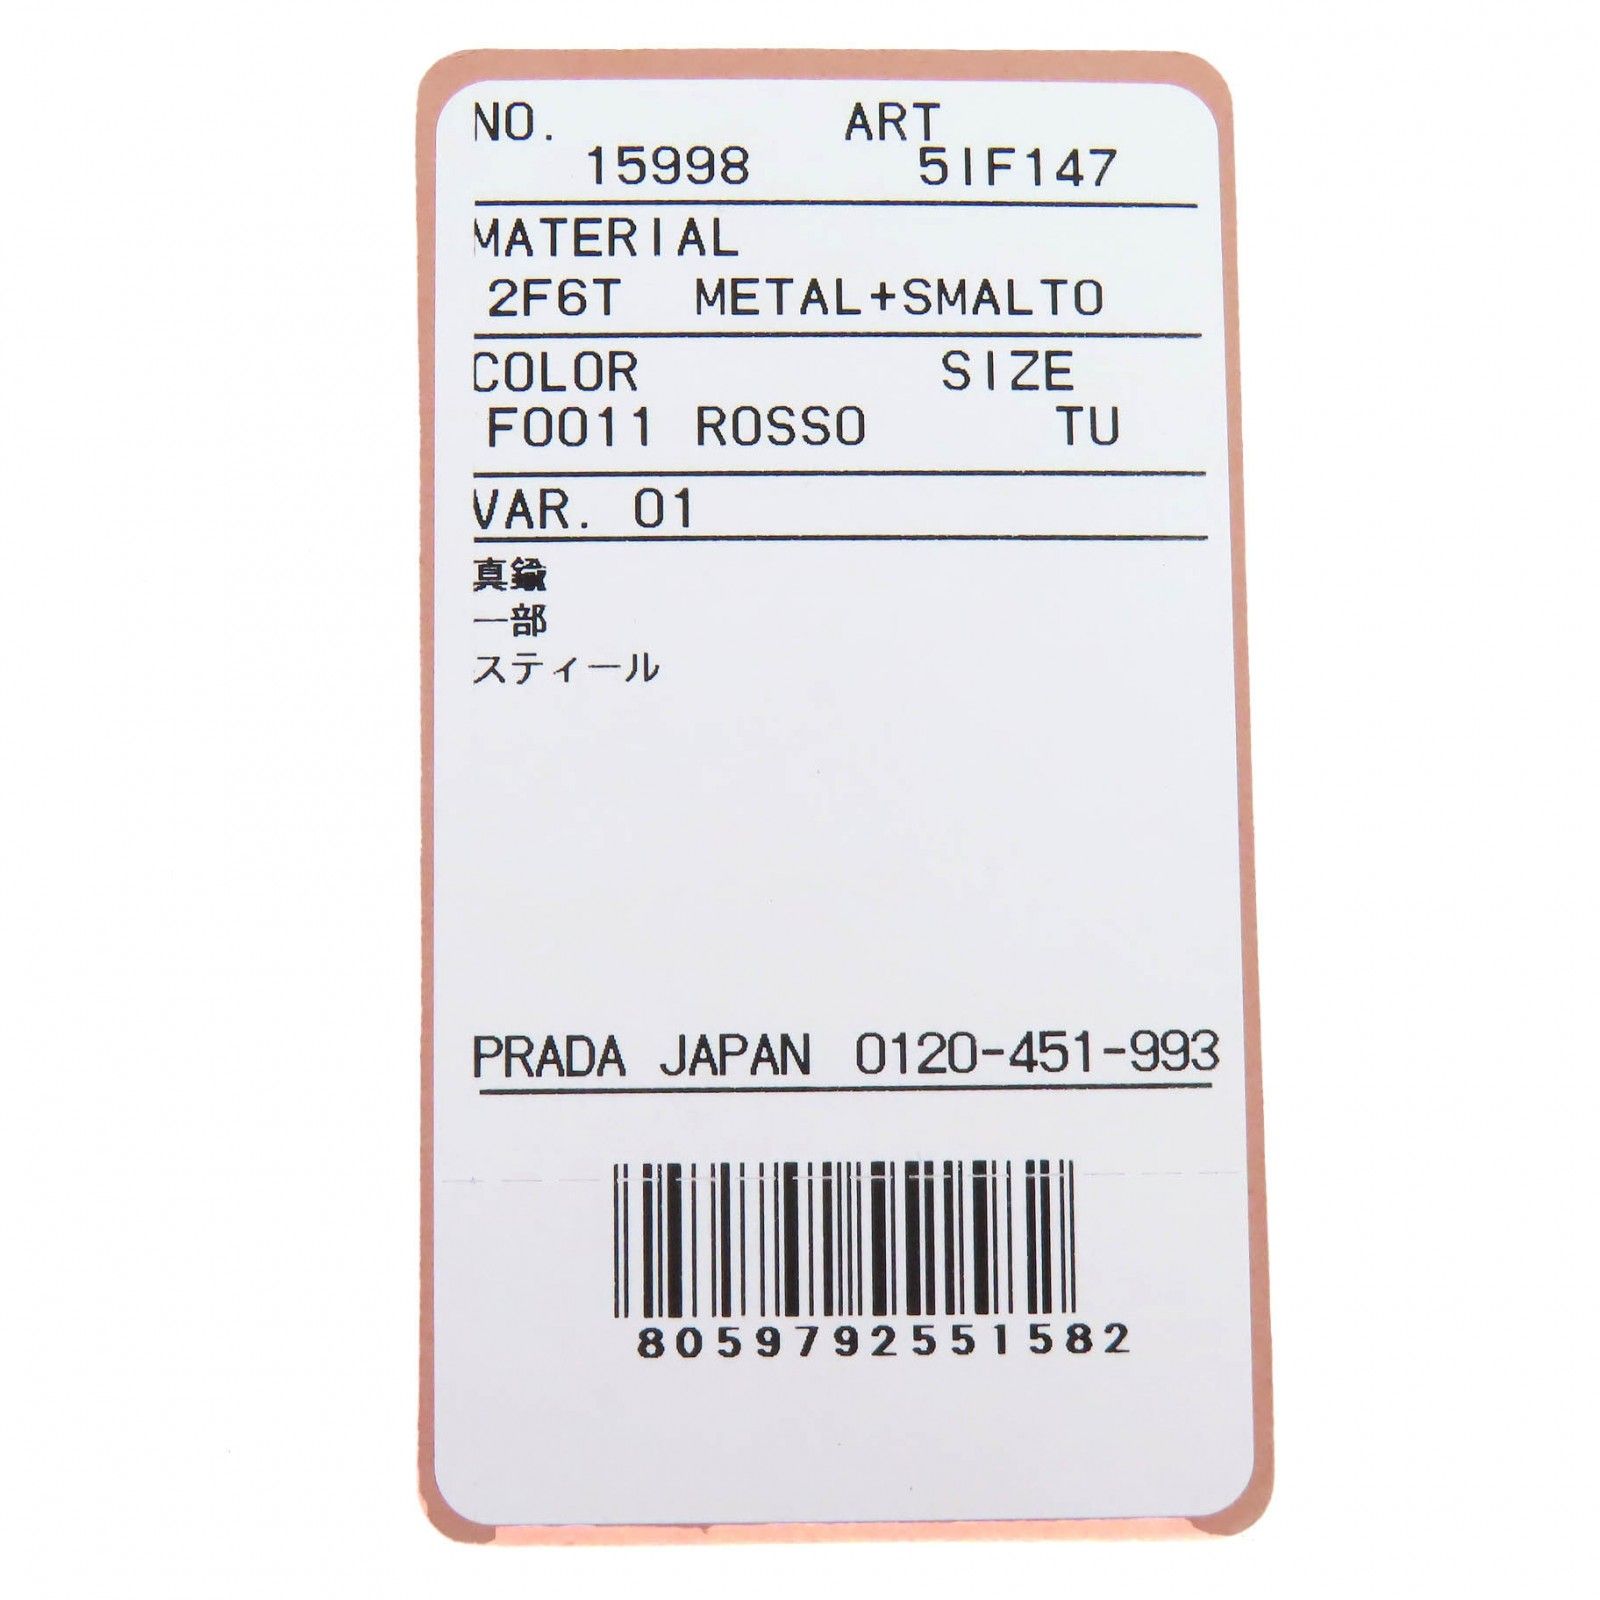 NO. ART
15998 5IF147
MATERIAL
2F6T METAL+SMALTO
COLOR SIZE
F0011 ROSSO TU
VAR. 01
真鍮
一部
スティール
PRADA JAPAN 0120-451-993
8059792551582